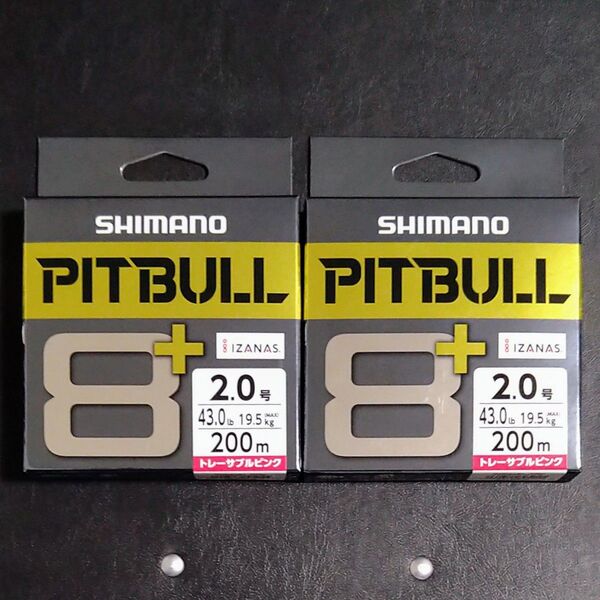 SHIMANO
PITBULL
8+
IZANAS
2.0号
43.0lb 19.5kg (MAX)
200m
トレーサブルピンク
SHIMANO
PITBULL
8+
IZANAS
2.0号
43.0lb 19.5kg (MAX)
200m
トレーサブルピンク